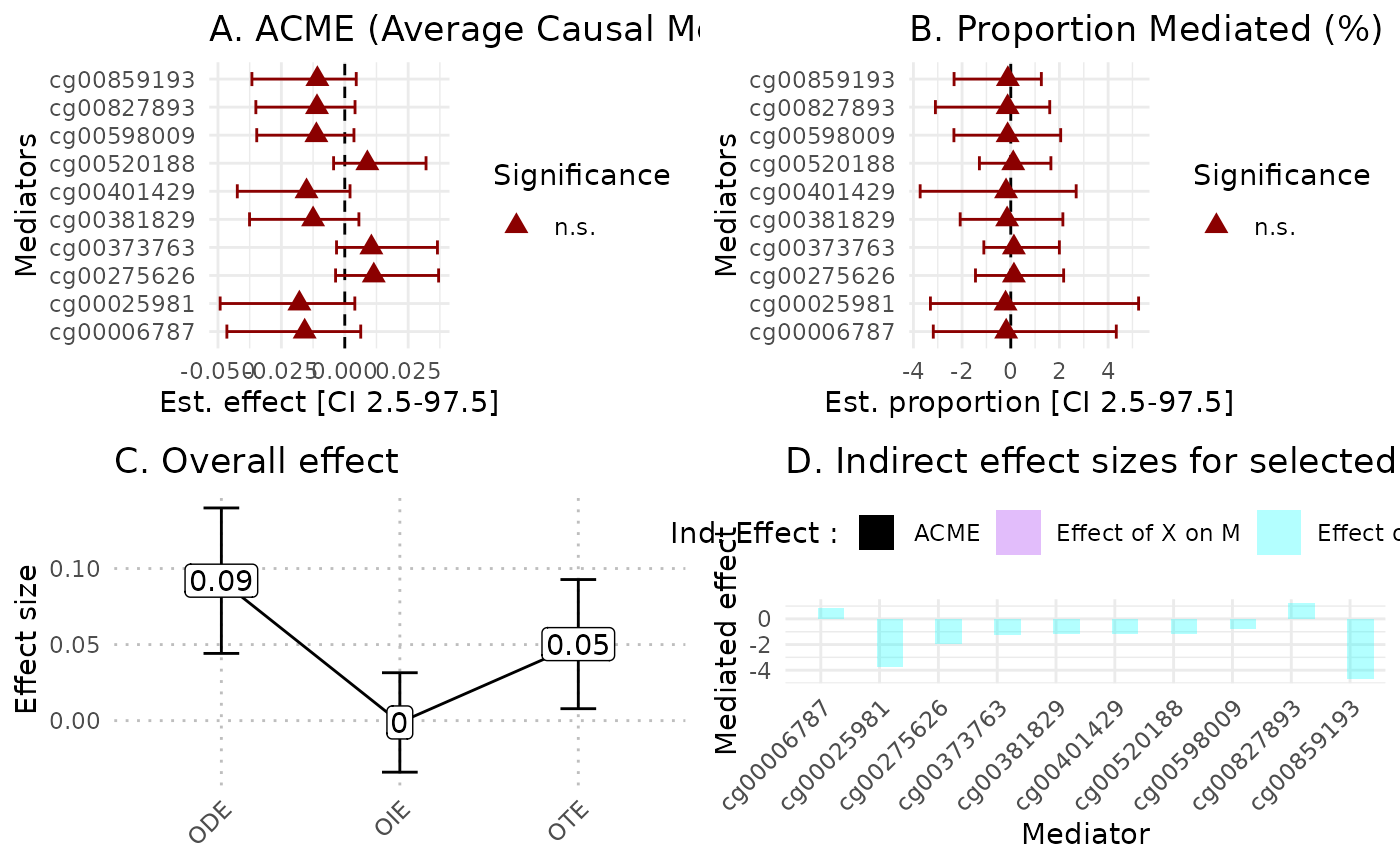 A. ACME (Average Causal
Mediators
cg00859193
cg00827893
cg00598009
cg00520188
cg00401429
cg00381829
cg00373763
cg00275626
cg00025981
cg00006787
-0.050 -0.025 0.000 0.025
Est. effect [CI 2.5-97.5]
Significance
n.s.
B. Proportion Mediated (%)
Mediators
cg00859193
cg00827893
cg00598009
cg00520188
cg00401429
cg00381829
cg00373763
cg00275626
cg00025981
cg00006787
-4 -2 0 2 4
Est. proportion [CI 2.5-97.5]
Significance
n.s.
C. Overall effect
Effect size
0.10
0.05
0.00
0.09
0
0.05
ODE OIE OTE
D. Indirect effect sizes for selected
Ind. Effect : ACME Effect of X on M Effect
Mediated effect
0
-2
-4
cg00006787 cg00025981 cg00275626 cg00373763 cg00381829 cg00401429 cg00520188 cg00598009 cg00827893 cg00859193
Mediator